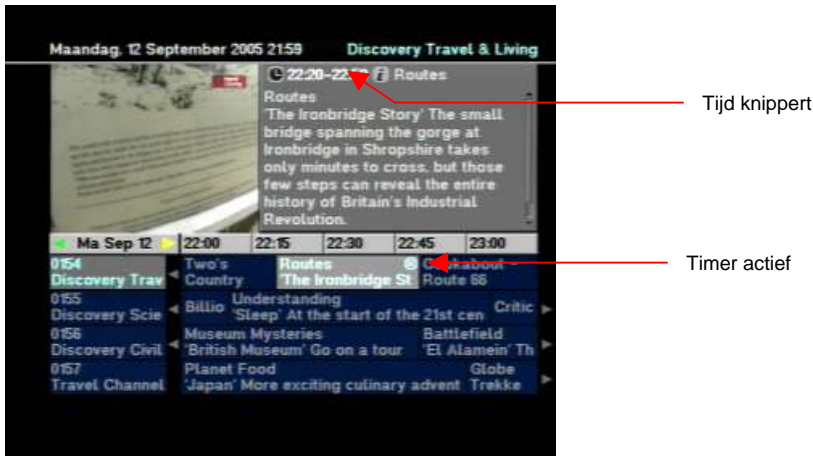 Maandag, 12 September 2005 21:59 Discovery Travel & Living
22:20-22:50 i Routes
Routes
'The Ironbridge Story' The small
bridge spanning the gorge at
Ironbridge in Shropshire takes
only minutes to cross, but those
few steps can reveal the entire
history of Britain's Industrial
Revolution.
Tijd knippert
Ma Sep 12 22:00 22:15 22:30 22:45 23:00
0154 Two's Routes
Discovery Trav Country 'The Ironbridge St Route 66
Timer actief
0155 Understanding
Discovery Scie Billio 'Sleep' At the start of the 21st cen Critic
0156 Museum Mysteries Battlefield
Discovery Civil 'British Museum' Go on a tour 'El Alamein' Th
0157 Planet Food Globe
Travel Channel 'Japan' More exciting culinary advent Trekke